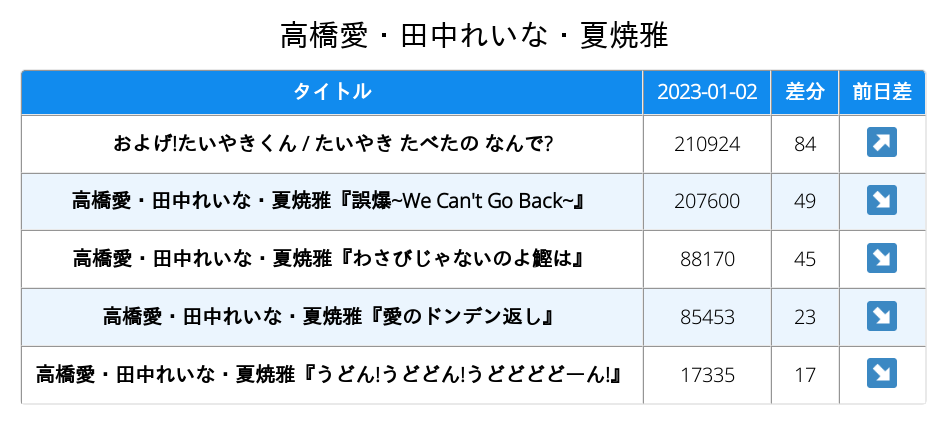 高橋愛・田中れいな・夏焼雅
タイトル 2023-01-02 差分 前日差
およげ!たいやきくん / たいやき たべたの なんで? 210924 84 ↗
高橋愛・田中れいな・夏焼雅『誤爆~We Can't Go Back~』 207600 49 ↘
高橋愛・田中れいな・夏焼雅『わさびじゃないのよ鰹は』 88170 45 ↘
高橋愛・田中れいな・夏焼雅『愛のドンデン返し』 85453 23 ↘
高橋愛・田中れいな・夏焼雅『うどん!うどどん!うどどどどーん!』 17335 17 ↘